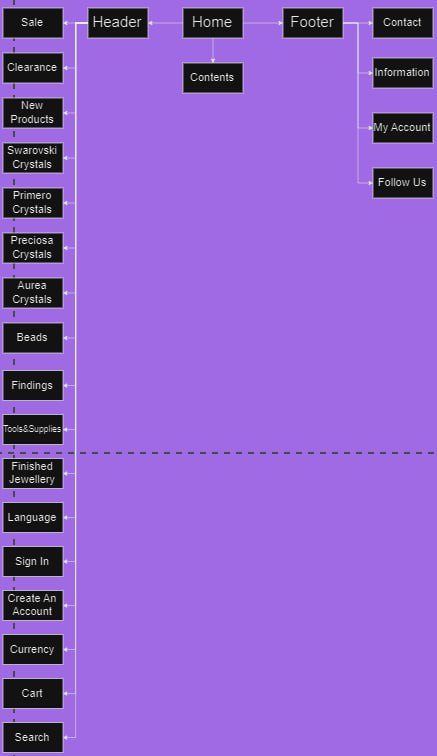 Sale
Header
Home
Footer
Contact
Clearance
Contents
Information
New
Products
My Account
Swarovski
Crystals
Primero
Crystals
Follow Us
Preciosa
Crystals
Aurea
Crystals
Beads
Findings
Tools&Supplies
Finished
Jewellery
Language
Sign In
Create An
Account
Currency
Cart
Search